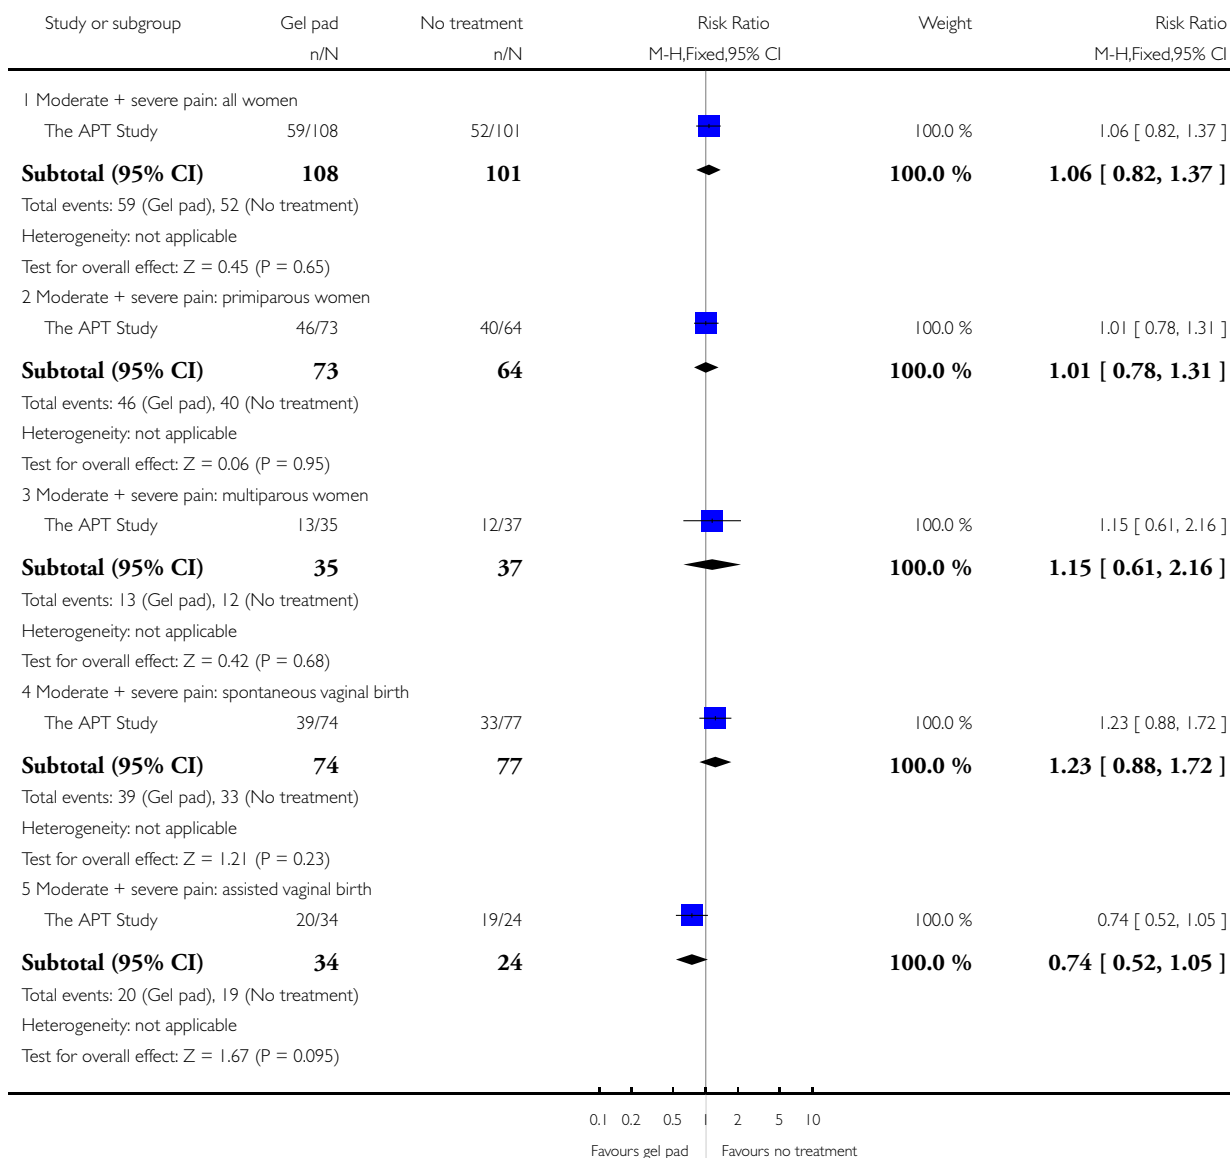 Study or subgroup Gel pad No treatment Risk Ratio Weight Risk Ratio
n/N n/N M-H,Fixed,95% CI M-H,Fixed,95% CI
1 Moderate + severe pain: all women
The APT Study 59/108 52/101 100.0 % 1.06 [ 0.82, 1.37 ]
Subtotal (95% CI) 108 101 100.0 % 1.06 [ 0.82, 1.37 ]
Total events: 59 (Gel pad), 52 (No treatment)
Heterogeneity: not applicable
Test for overall effect: Z = 0.45 (P = 0.65)
2 Moderate + severe pain: primiparous women
The APT Study 46/73 40/64 100.0 % 1.01 [ 0.78, 1.31 ]
Subtotal (95% CI) 73 64 100.0 % 1.01 [ 0.78, 1.31 ]
Total events: 46 (Gel pad), 40 (No treatment)
Heterogeneity: not applicable
Test for overall effect: Z = 0.06 (P = 0.95)
3 Moderate + severe pain: multiparous women
The APT Study 13/35 12/37 100.0 % 1.15 [ 0.61, 2.16 ]
Subtotal (95% CI) 35 37 100.0 % 1.15 [ 0.61, 2.16 ]
Total events: 13 (Gel pad), 12 (No treatment)
Heterogeneity: not applicable
Test for overall effect: Z = 0.42 (P = 0.68)
4 Moderate + severe pain: spontaneous vaginal birth
The APT Study 39/74 33/77 100.0 % 1.23 [ 0.88, 1.72 ]
Subtotal (95% CI) 74 77 100.0 % 1.23 [ 0.88, 1.72 ]
Total events: 39 (Gel pad), 33 (No treatment)
Heterogeneity: not applicable
Test for overall effect: Z = 1.21 (P = 0.23)
5 Moderate + severe pain: assisted vaginal birth
The APT Study 20/34 19/24 100.0 % 0.74 [ 0.52, 1.05 ]
Subtotal (95% CI) 34 24 100.0 % 0.74 [ 0.52, 1.05 ]
Total events: 20 (Gel pad), 19 (No treatment)
Heterogeneity: not applicable
Test for overall effect: Z = 1.67 (P = 0.095)
0.1 0.2 0.5 1 2 5 10
Favours gel pad Favours no treatment